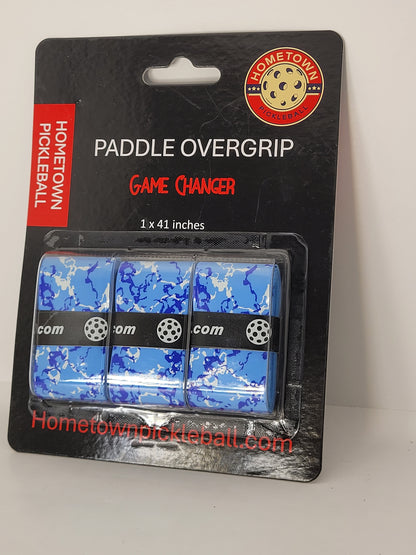 HOMETOWN
PICKLEBALL
HOMETOWN
PICKLEBALL
PADDLE OVERGRIP
GAME CHANGER
1 x 41 inches
.com
.com
.com
Hometownpickleball.com